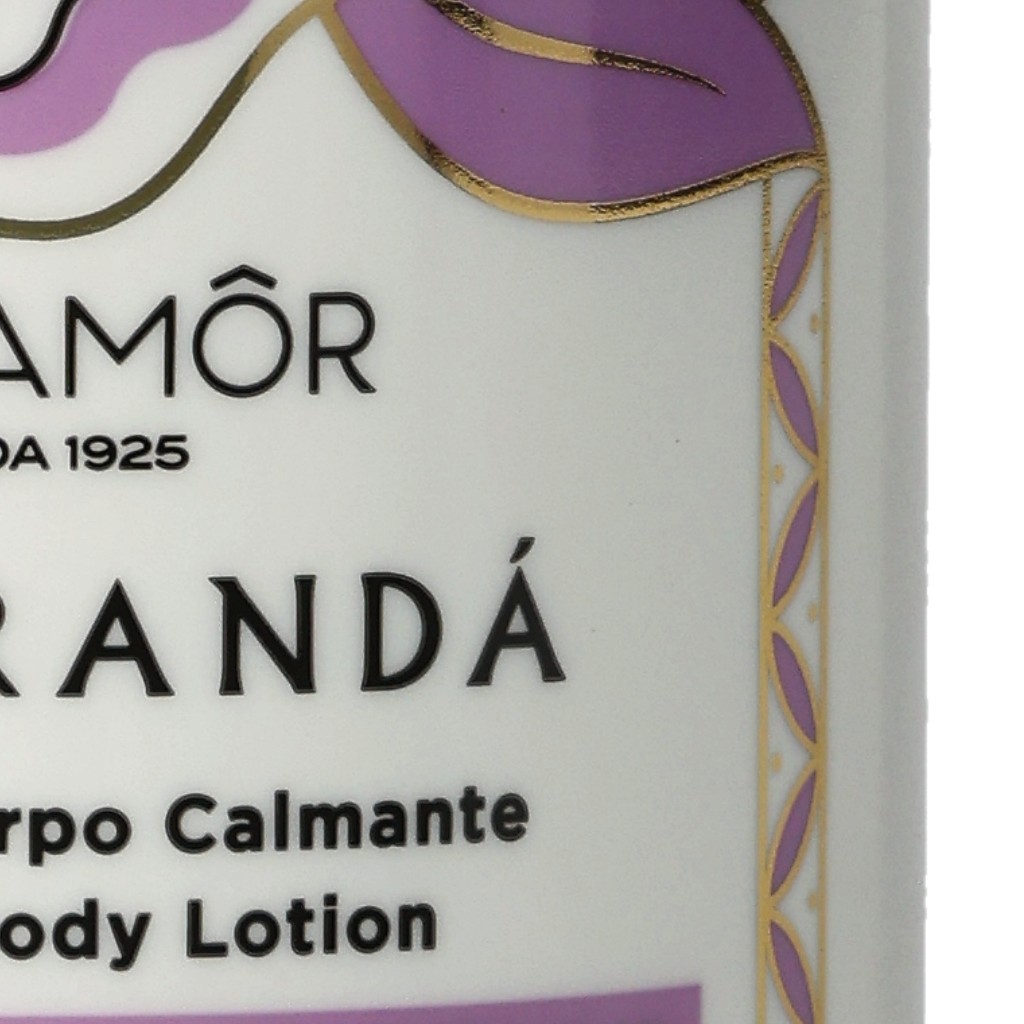 AMÔR
DA 1925
RANDÁ
rpo Calmante
ody Lotion